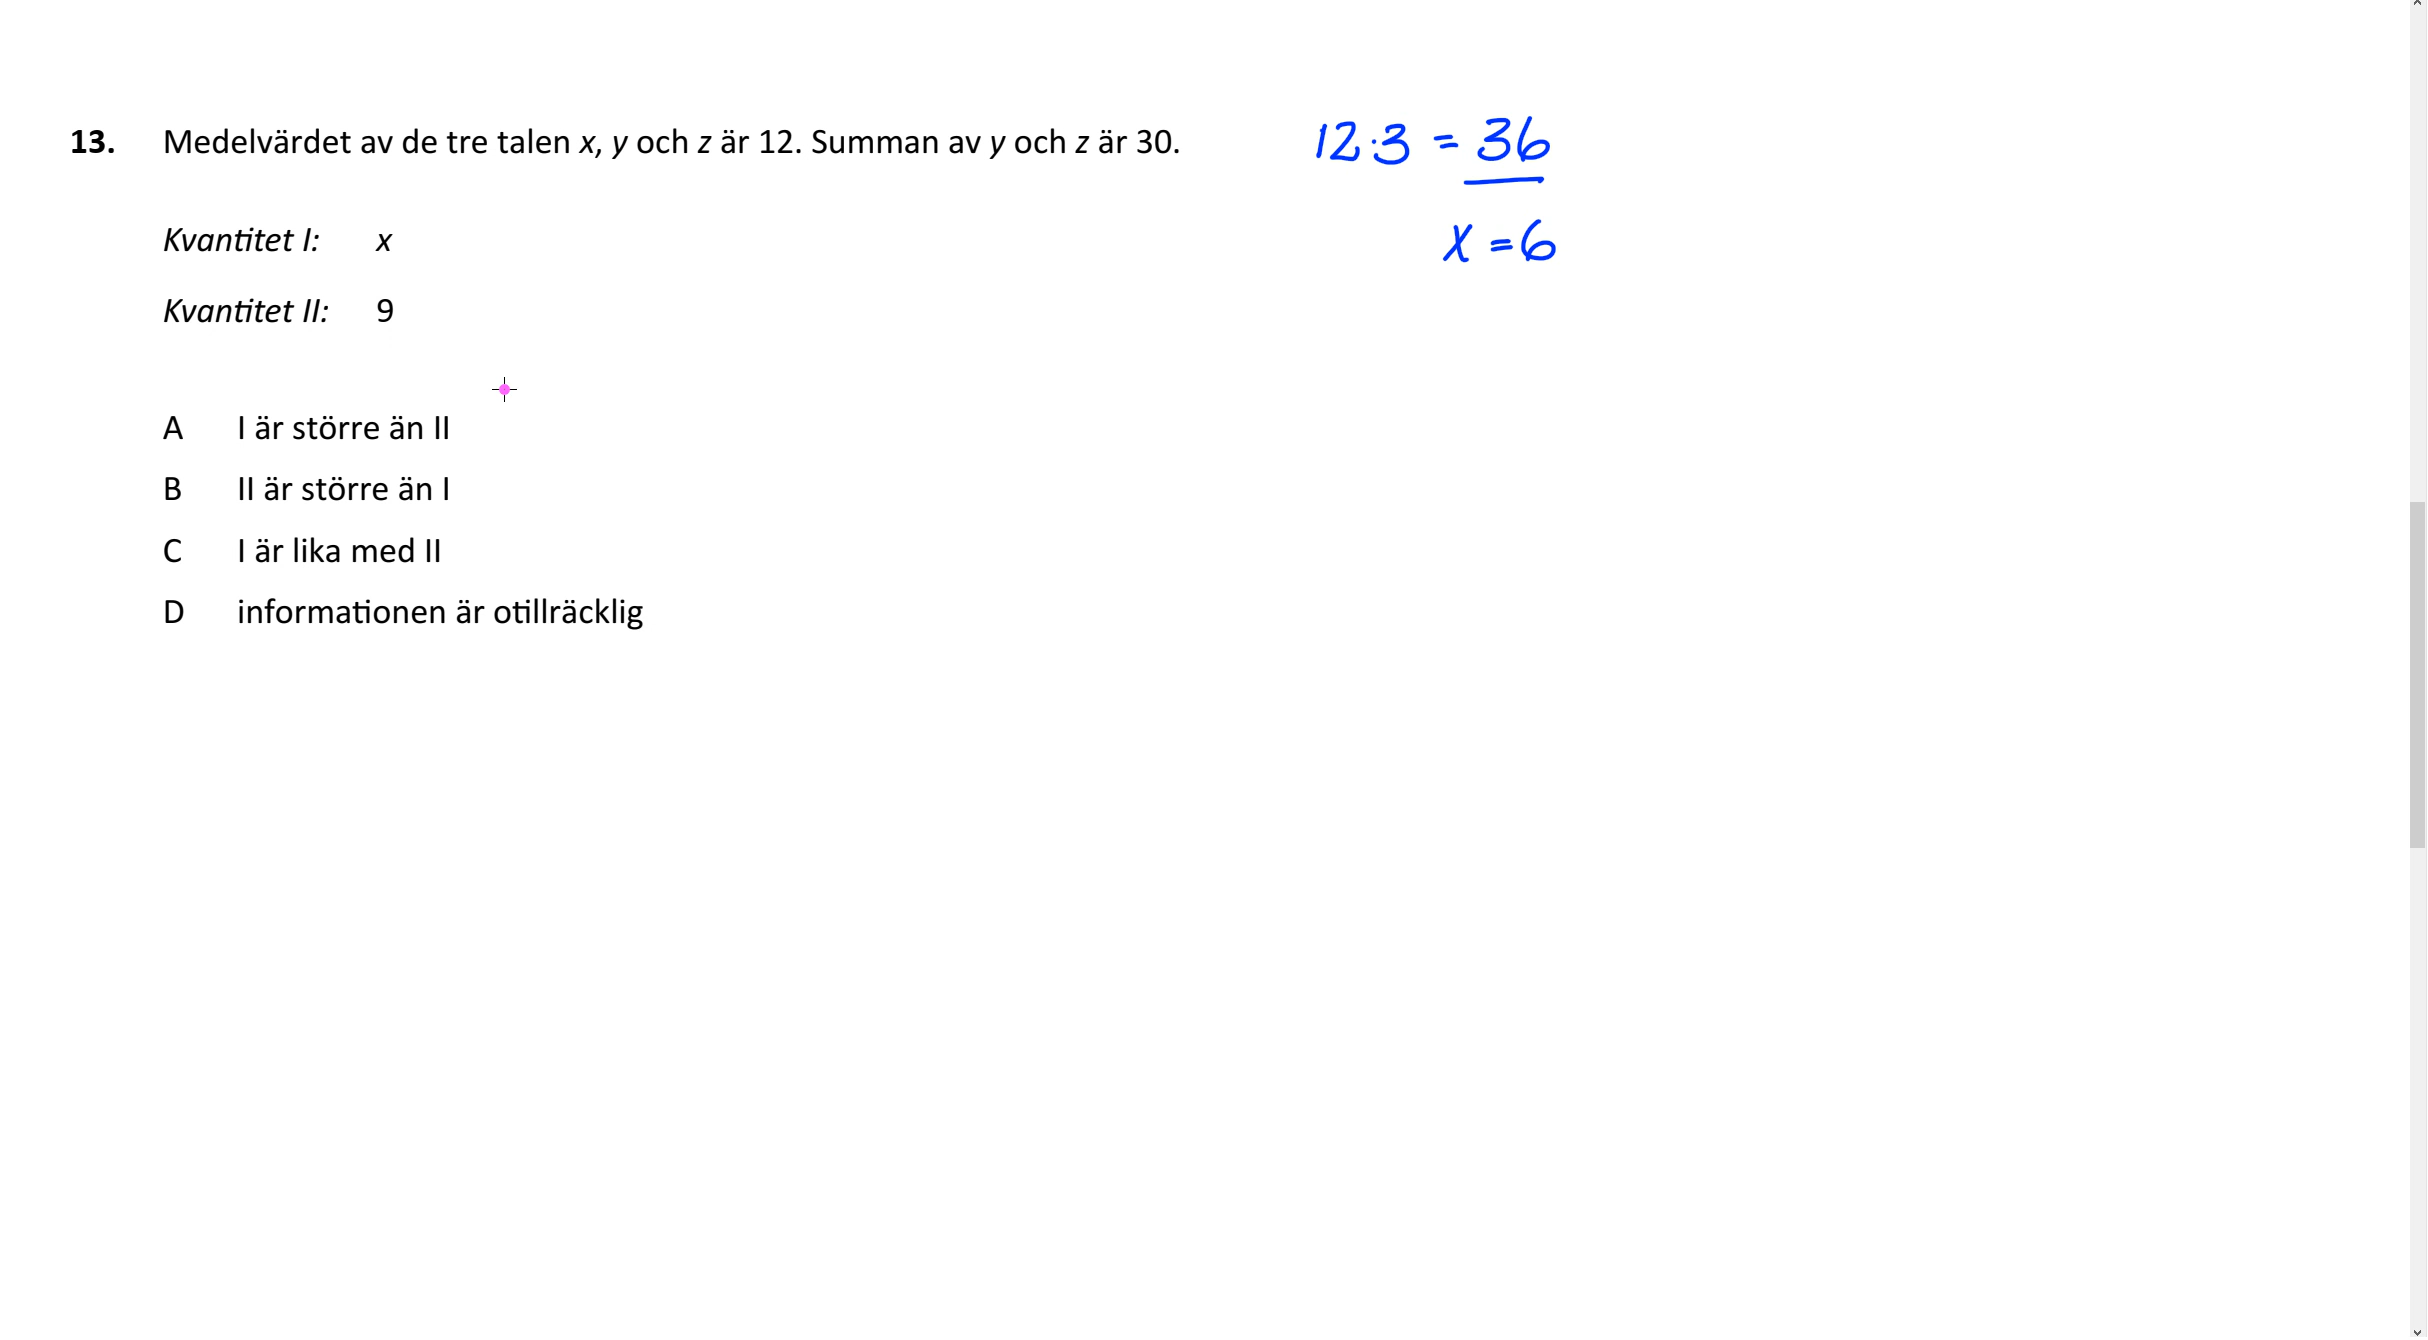 13. Medelvärdet av de tre talen x, y och z är 12. Summan av y och z är 30.
12·3 = 36
x = 6
Kvantitet I: x
Kvantitet II: 9
A I är större än II
B II är större än I
C I är lika med II
D informationen är otillräcklig